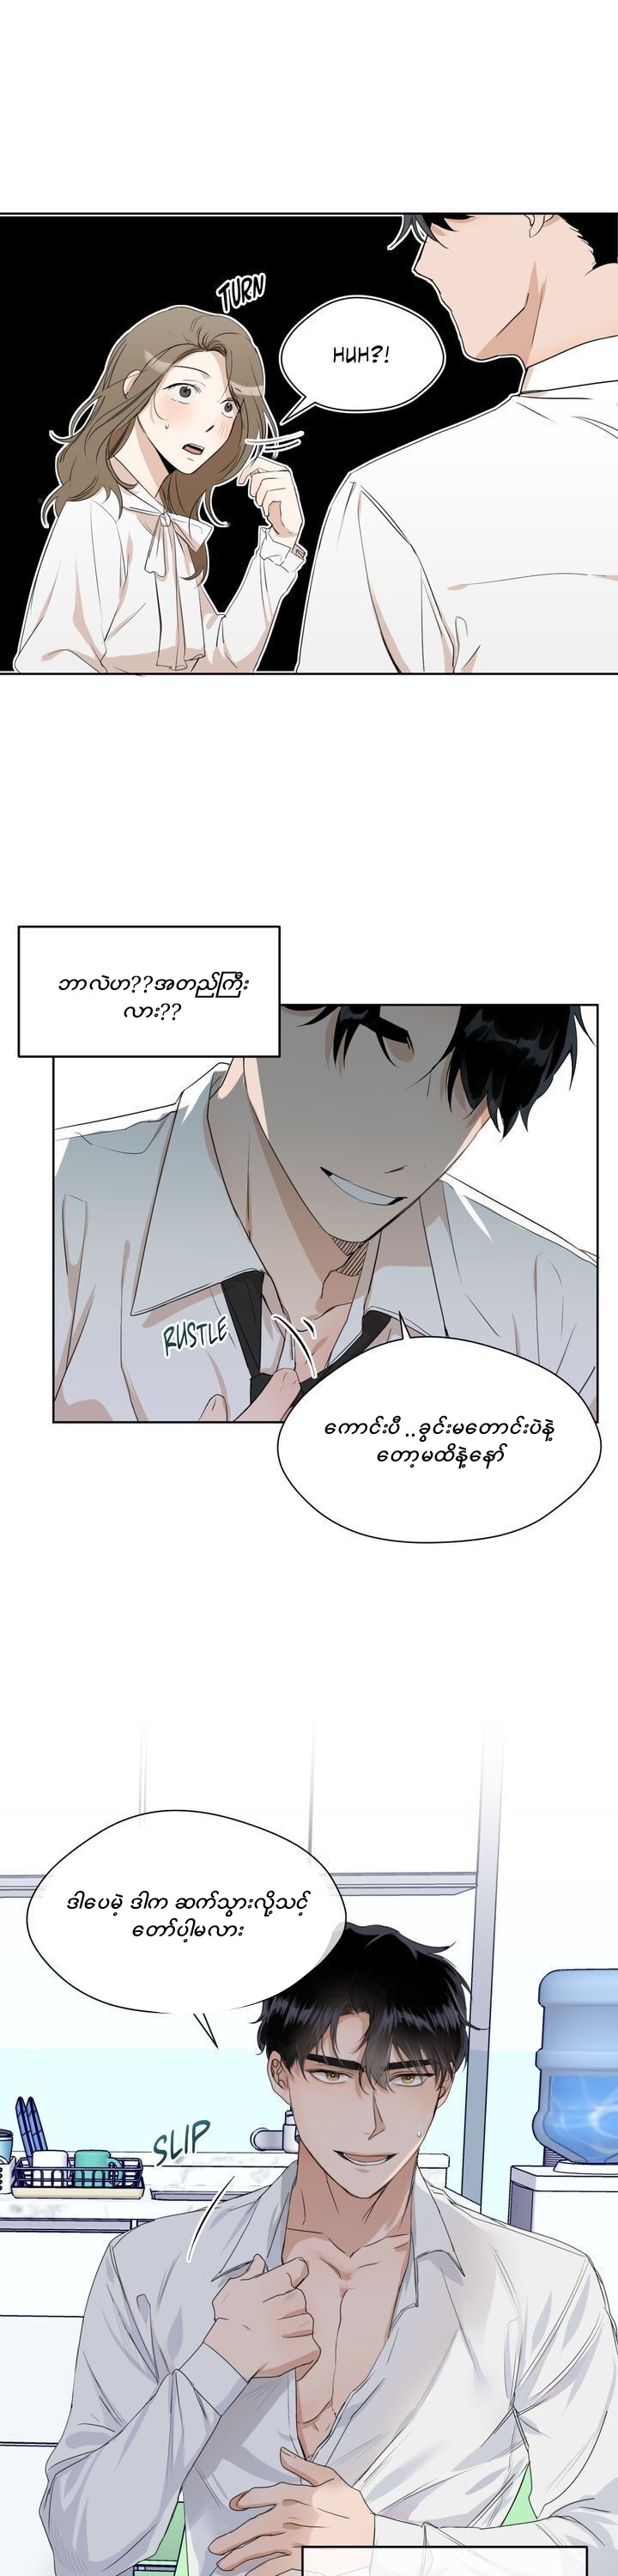 TURN
HUH?!
ဘာလဲဟ??အတည်ကြီး
လား??
RUSTLE
ကောင်းပီ ..ခွင်းမတောင်းပဲနဲ့
တော့မထိနဲ့နော်
ဒါပေမဲ့ ဒါက ဆက်သွားလို့သင့်
တော်ပါ့မလား
SLIP